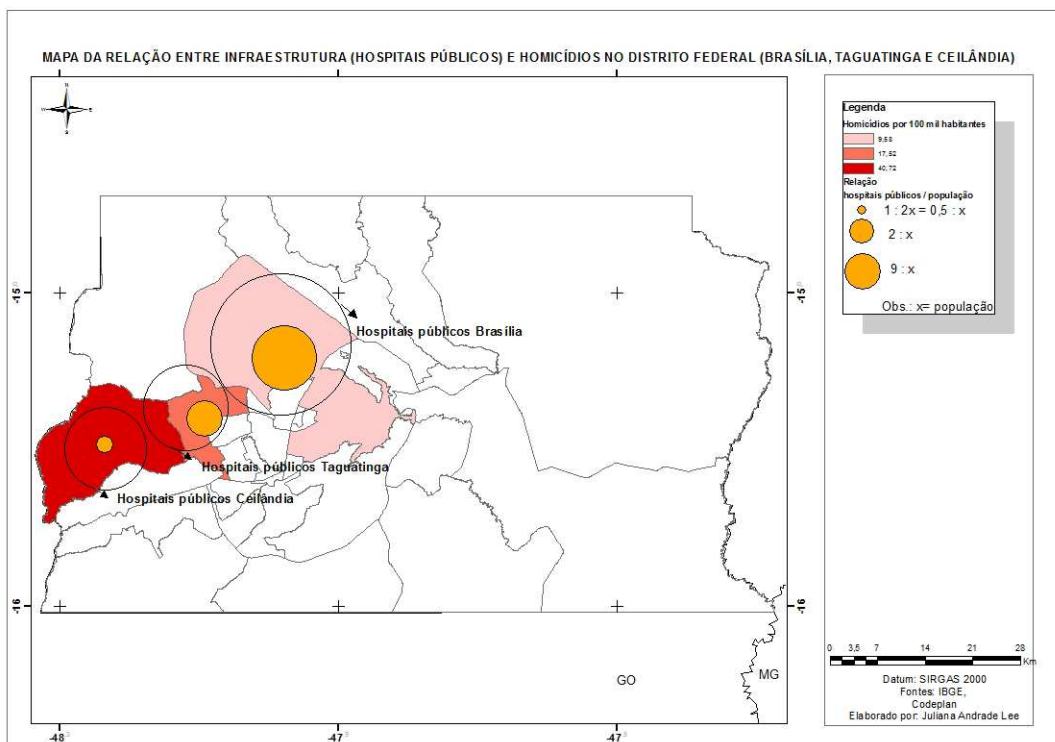 MAPA DA RELAÇÃO ENTRE INFRAESTRUTURA (HOSPITAIS PÚBLICOS) E HOMICÍDIOS NO DISTRITO FEDERAL (BRASÍLIA, TAGUATINGA E CEILÂNDIA)
N
W E
S
Legenda
Homicídios por 100 mil habitantes
9,58
17,52
40,72
Relação
hospitais públicos / população
1 : 2x = 0,5 : x
2 : x
9 : x
Obs.: x= população
-15
-15
Hospitais públicos Brasília
Hospitais públicos Taguatinga
Hospitais públicos Ceilândia
-16
-16
GO
MG
-48
-47
-47
0 3,5 7 14 21 28
Km
Datum: SIRGAS 2000
Fontes: IBGE,
Codeplan
Elaborado por: Juliana Andrade Lee